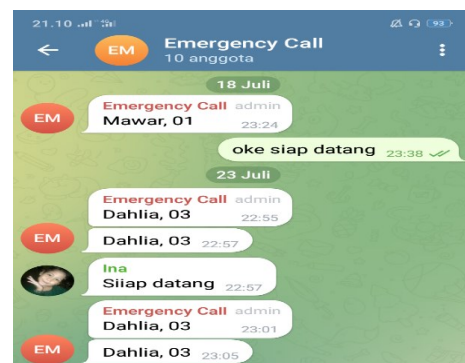 21.10
93
EM
Emergency Call
10 anggota
18 Juli
Emergency Call admin
Mawar, 01
23:24
EM
oke siap datang 23:38
23 Juli
Emergency Call admin
Dahlia, 03
22:55
EM
Dahlia, 03 22:57
Ina
Siiap datang 22:57
Emergency Call admin
Dahlia, 03
23:01
EM
Dahlia, 03 23:05